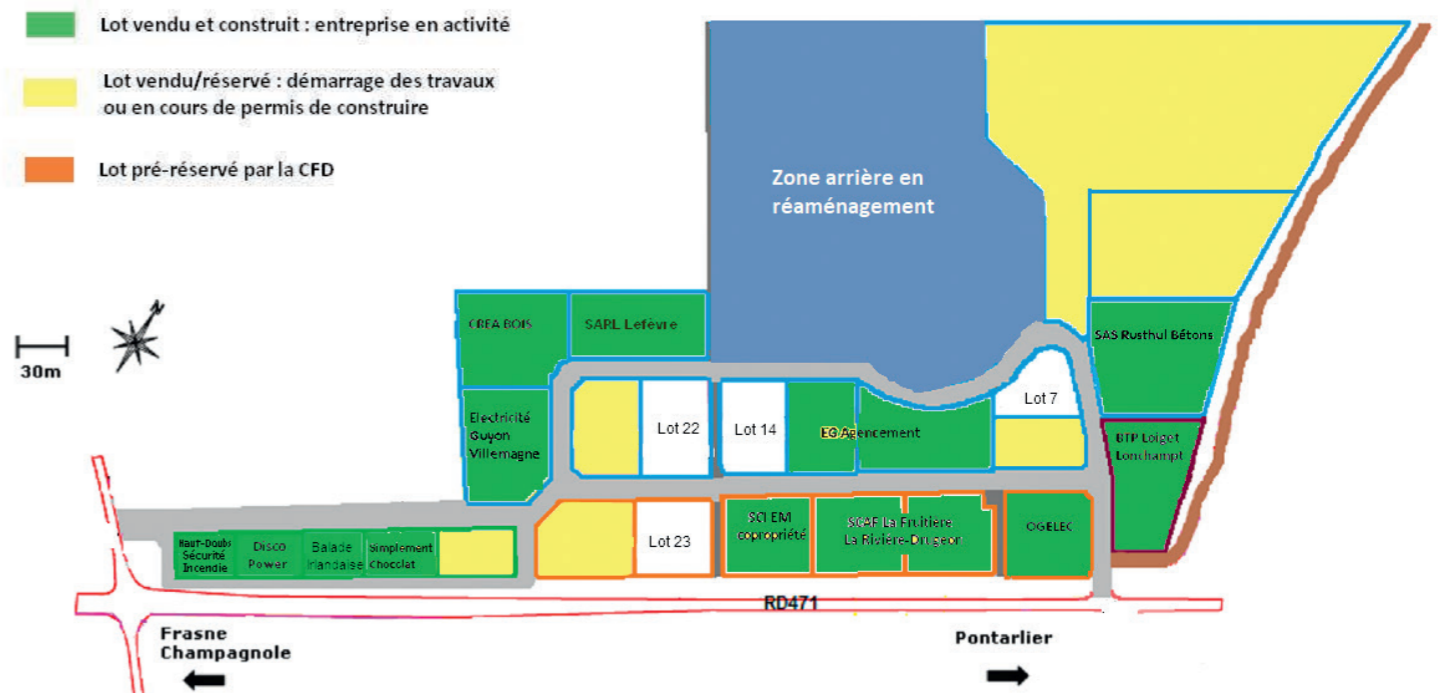 Lot vendu et construit : entreprise en activité
Lot vendu/réservé : démarrage des travaux
ou en cours de permis de construire
Lot pré-réservé par la CFD
Zone arrière en
réaménagement
N
30m
CREA BOIS
SARL Lefèvre
SAS Rusthul Bétons
Electricité
Guyon
Villemagne
Lot 22
Lot 14
EG Agencement
Lot 7
BTP Loiget
Lonchampt
Haut-Doubs
Sécurité
Incendie
Disco
Power
Balade
Irlandaise
Simplement
Chocolat
Lot 23
SCI EM
copropriété
SCAF La Fruitière
La Rivière-Drugeon
OGELEC
RD471
Frasne
Champagnole
Pontarlier